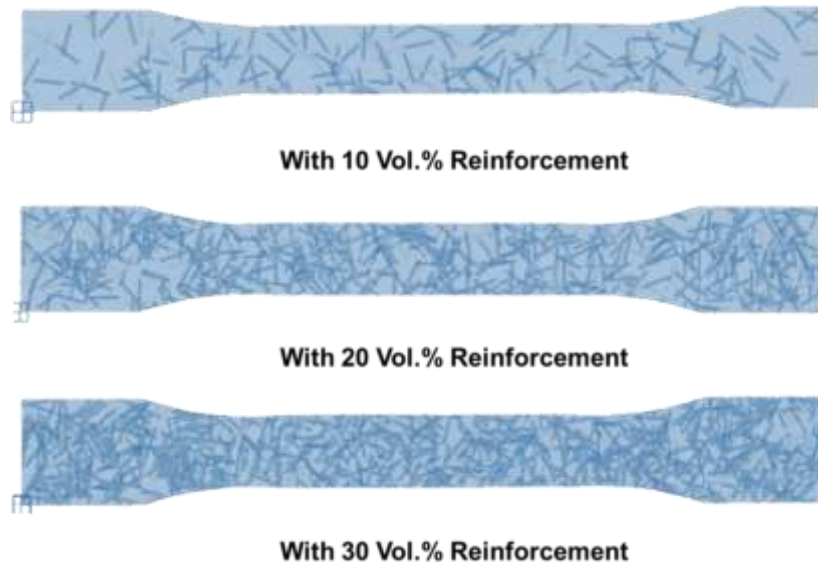 With 10 Vol.% Reinforcement
With 20 Vol.% Reinforcement
With 30 Vol.% Reinforcement